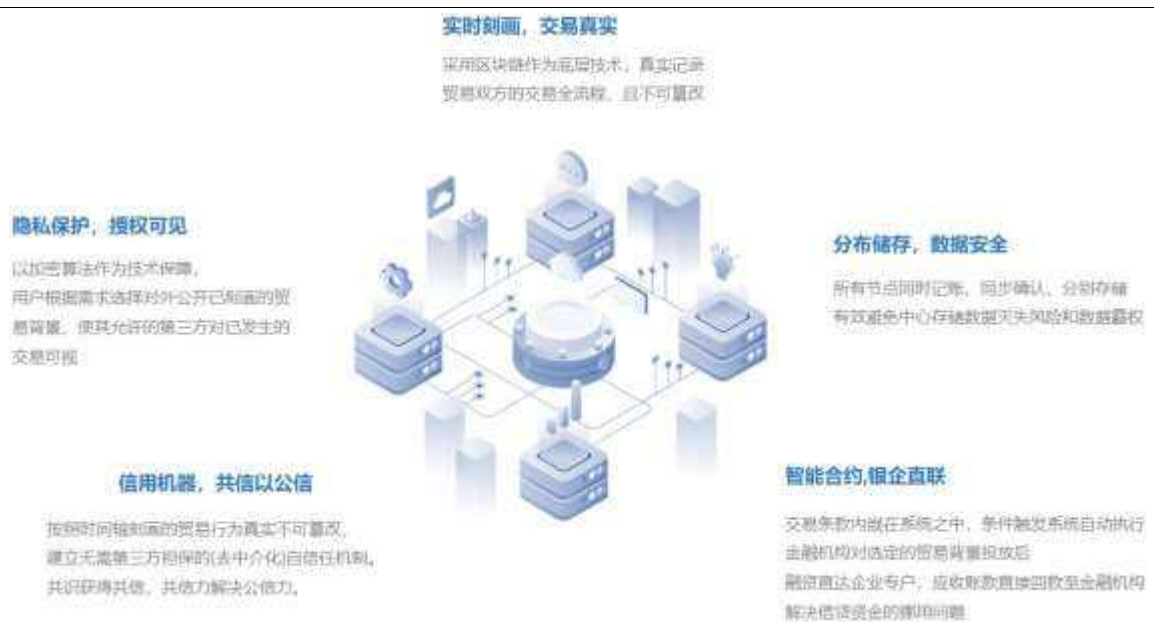 实时刻画，交易真实
采用区块链作为底层技术，真实记录
贸易双方的交易全流程，且不可篡改
隐私保护，授权可见
以加密算法作为技术保障，
用户根据需求选择对外公开已刻画的贸
易背景，使其允许的第三方对已发生的
交易可视
分布储存，数据安全
所有节点同时记账、同步确认、分别存储
有效避免中心存储数据灭失风险和数据霸权
信用机器，共信以公信
按照时间轴刻画的贸易行为真实不可篡改，
建立无需第三方担保的(去中介化)自信任机制。
共识获得共信，共信力解决公信力。
智能合约,银企直联
交易条款内嵌在系统之中，条件触发系统自动执行
金融机构对选定的贸易背景投放后
融资直达企业专户，应收账款直接回款至金融机构
解决借贷资金的挪用问题